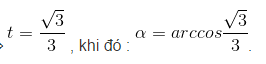 t = √3/3 , khi đó : α = arccos √3/3 .